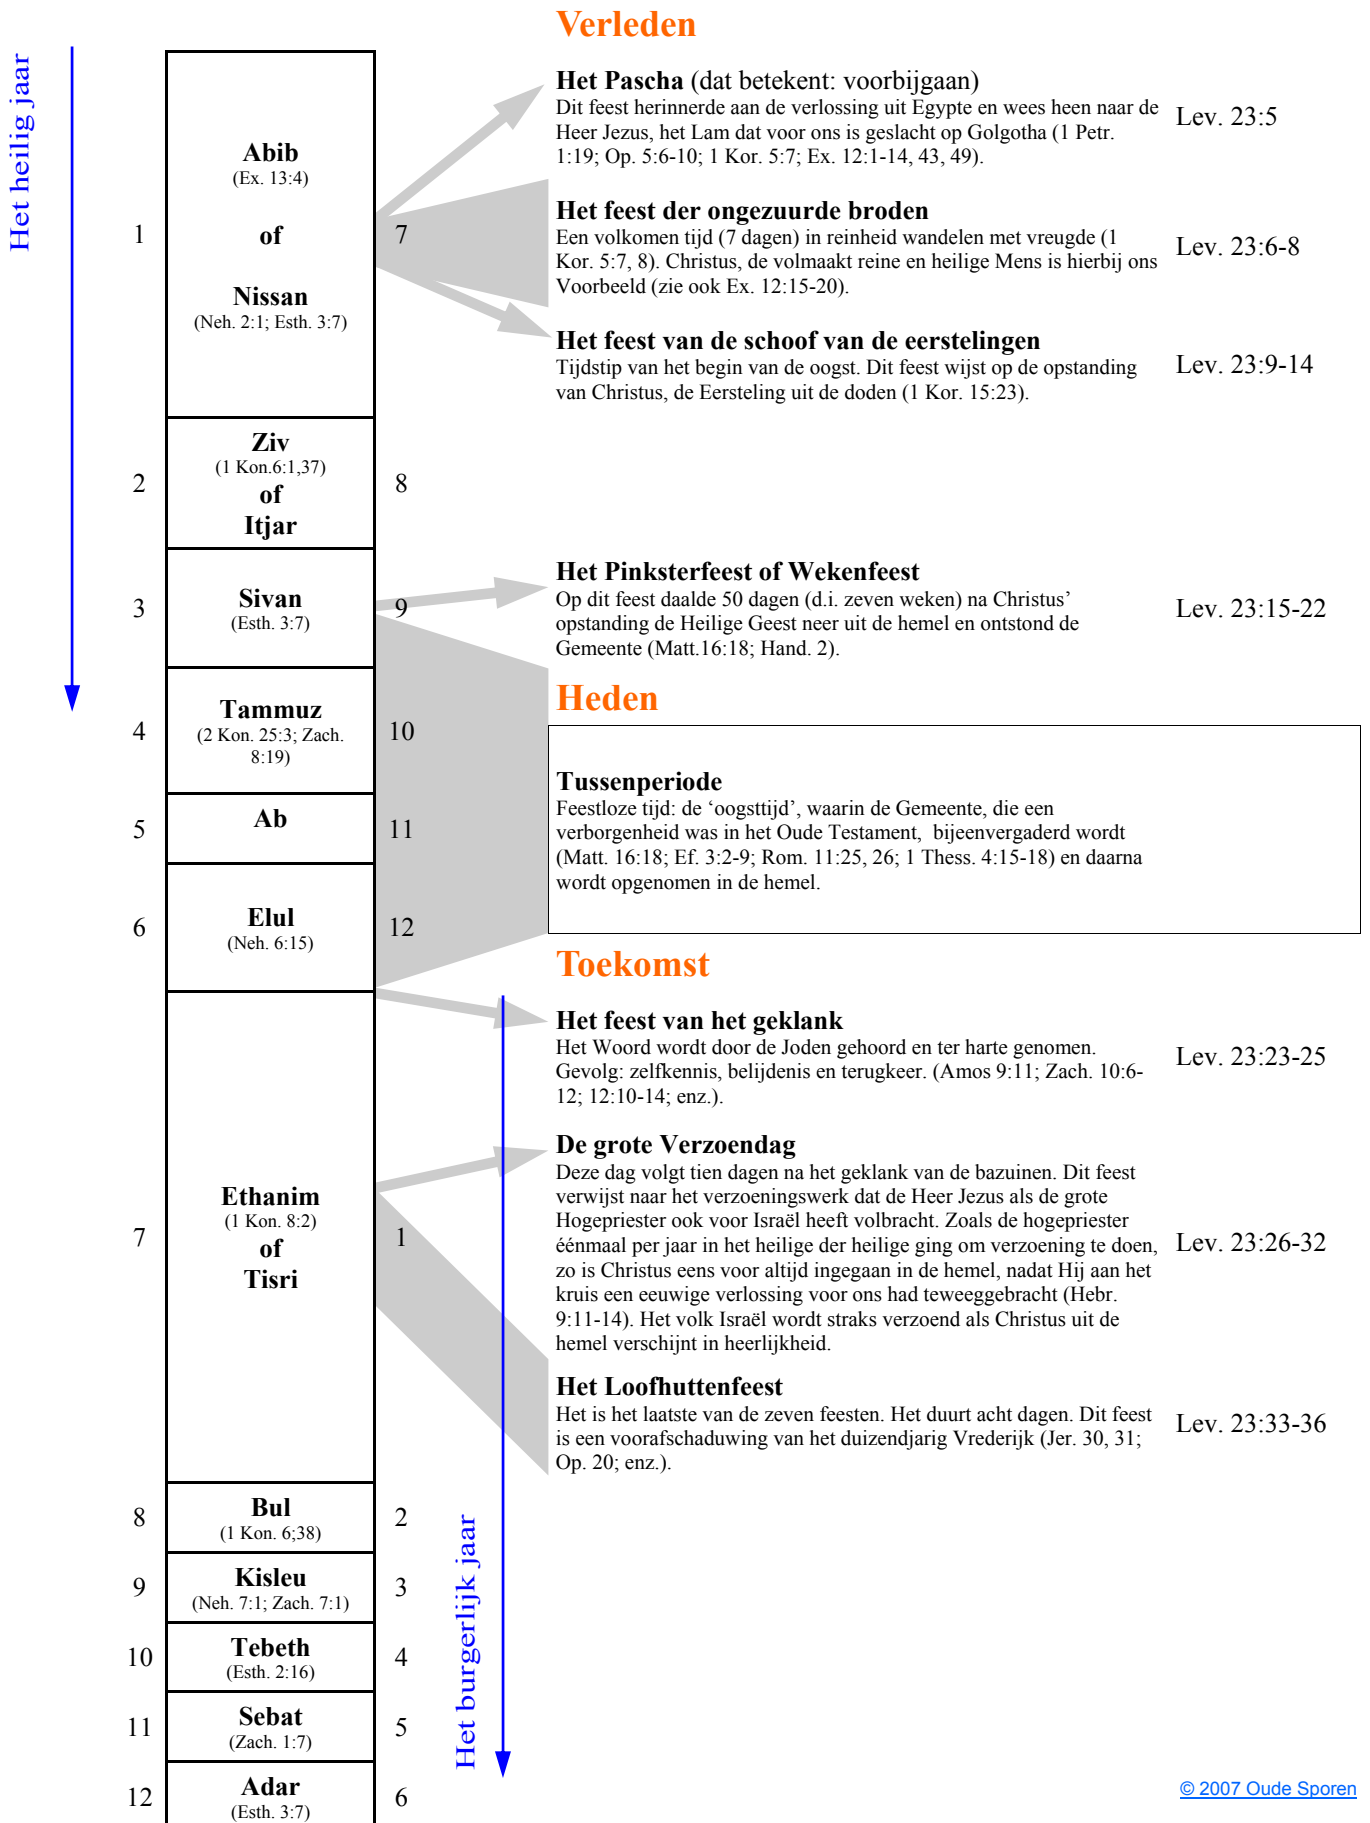 Het heilig jaar
Verleden
1
Abib
(Ex. 13:4)
of
Nissan
(Neh. 2:1; Esth. 3:7)
7
Het Pascha (dat betekent: voorbijgaan)
Dit feest herinnerde aan de verlossing uit Egypte en wees heen naar de
Heer Jezus, het Lam dat voor ons is geslacht op Golgotha (1 Petr.
1:19; Op. 5:6-10; 1 Kor. 5:7; Ex. 12:1-14, 43, 49).
Lev. 23:5
Het feest der ongezuurde broden
Een volkomen tijd (7 dagen) in reinheid wandelen met vreugde (1
Kor. 5:7, 8). Christus, de volmaakt reine en heilige Mens is hierbij ons
Voorbeeld (zie ook Ex. 12:15-20).
Lev. 23:6-8
Het feest van de schoof van de eerstelingen
Tijdstip van het begin van de oogst. Dit feest wijst op de opstanding
van Christus, de Eersteling uit de doden (1 Kor. 15:23).
Lev. 23:9-14
2
Ziv
(1 Kon.6:1,37)
of
Itjar
8
3
Sivan
(Esth. 3:7)
9
Het Pinksterfeest of Wekenfeest
Op dit feest daalde 50 dagen (d.i. zeven weken) na Christus’
opstanding de Heilige Geest neer uit de hemel en ontstond de
Gemeente (Matt.16:18; Hand. 2).
Lev. 23:15-22
Heden
4
Tammuz
(2 Kon. 25:3; Zach.
8:19)
10
5
Ab
11
6
Elul
(Neh. 6:15)
12
Tussenperiode
Feestloze tijd: de ‘oogsttijd’, waarin de Gemeente, die een
verborgenheid was in het Oude Testament, bijeenvergaderd wordt
(Matt. 16:18; Ef. 3:2-9; Rom. 11:25, 26; 1 Thess. 4:15-18) en daarna
wordt opgenomen in de hemel.
Toekomst
7
Ethanim
(1 Kon. 8:2)
of
Tisri
1
Het feest van het geklank
Het Woord wordt door de Joden gehoord en ter harte genomen.
Gevolg: zelfkennis, belijdenis en terugkeer. (Amos 9:11; Zach. 10:6-
12; 12:10-14; enz.).
Lev. 23:23-25
De grote Verzoendag
Deze dag volgt tien dagen na het geklank van de bazuinen. Dit feest
verwijst naar het verzoeningswerk dat de Heer Jezus als de grote
Hogepriester ook voor Israël heeft volbracht. Zoals de hogepriester
éénmaal per jaar in het heilige der heilige ging om verzoening te doen,
zo is Christus eens voor altijd ingegaan in de hemel, nadat Hij aan het
kruis een eeuwige verlossing voor ons had teweeggebracht (Hebr.
9:11-14). Het volk Israël wordt straks verzoend als Christus uit de
hemel verschijnt in heerlijkheid.
Lev. 23:26-32
Het Loofhuttenfeest
Het is het laatste van de zeven feesten. Het duurt acht dagen. Dit feest
is een voorafschaduwing van het duizendjarig Vrederijk (Jer. 30, 31;
Op. 20; enz.).
Lev. 23:33-36
8
Bul
(1 Kon. 6;38)
2
9
Kisleu
(Neh. 7:1; Zach. 7:1)
3
10
Tebeth
(Esth. 2:16)
4
11
Sebat
(Zach. 1:7)
5
12
Adar
(Esth. 3:7)
6
Het burgerlijk jaar
© 2007 Oude Sporen